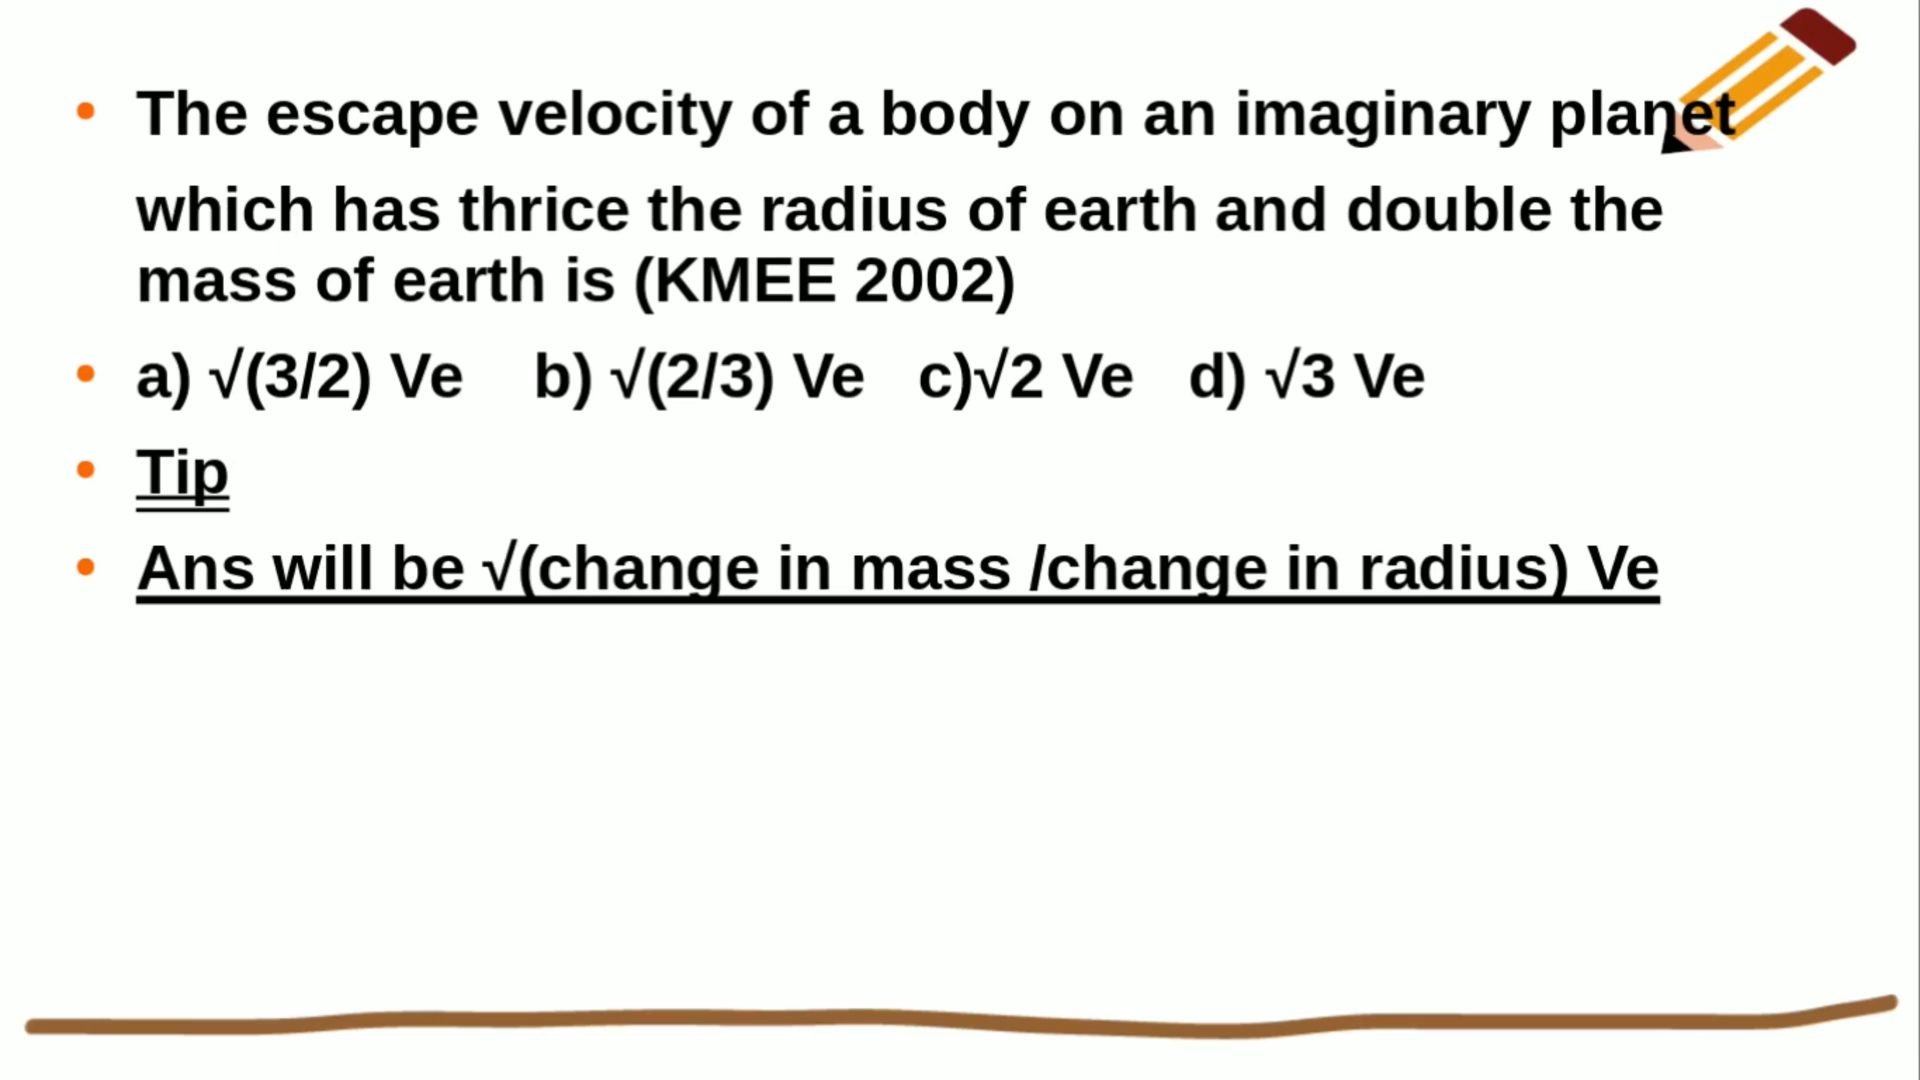 The escape velocity of a body on an imaginary planet
which has thrice the radius of earth and double the
mass of earth is (KMEE 2002)
a) √(3/2) Ve b) √(2/3) Ve c)√2 Ve d) √3 Ve
Tip
Ans will be √(change in mass /change in radius) Ve